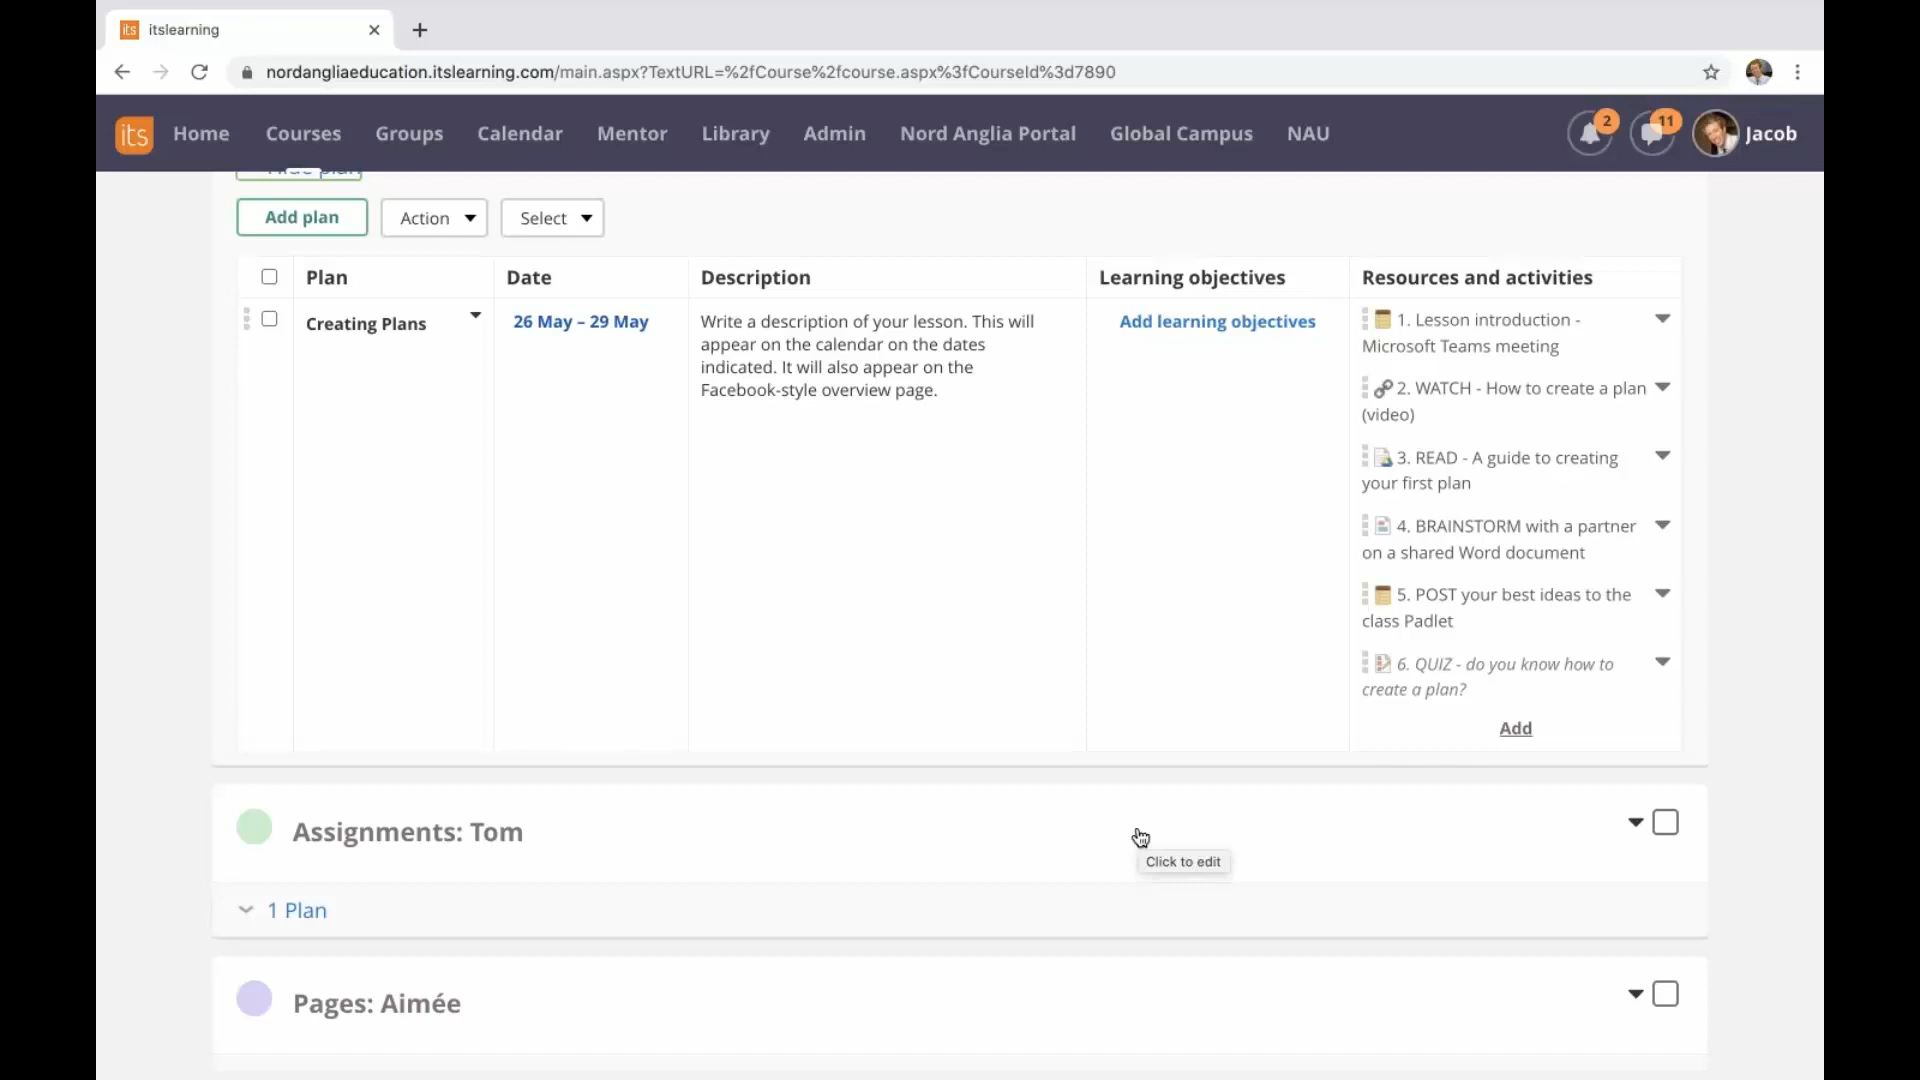 its itslearning
nordangliaeducation.itslearning.com/main.aspx?TextURL=%2fCourse%2fcourse.aspx%3fCourseId%3d7890
its Home Courses Groups Calendar Mentor Library Admin Nord Anglia Portal Global Campus NAU 2 11 Jacob
Add plan Action Select
Plan Date Description Learning objectives Resources and activities
Creating Plans
26 May – 29 May
Write a description of your lesson. This will
appear on the calendar on the dates
indicated. It will also appear on the
Facebook-style overview page.
Add learning objectives
1. Lesson introduction -
Microsoft Teams meeting
2. WATCH - How to create a plan
(video)
3. READ - A guide to creating
your first plan
4. BRAINSTORM with a partner
on a shared Word document
5. POST your best ideas to the
class Padlet
6. QUIZ - do you know how to
create a plan?
Add
Assignments: Tom
Click to edit
1 Plan
Pages: Aimée